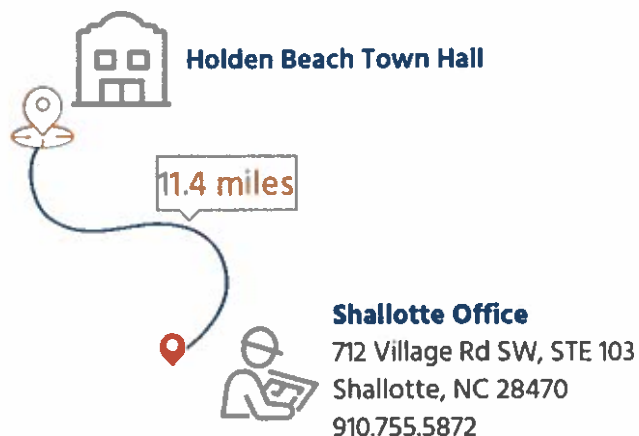 Holden Beach Town Hall
11.4 miles
Shallotte Office
712 Village Rd SW, STE 103
Shallotte, NC 28470
910.755.5872